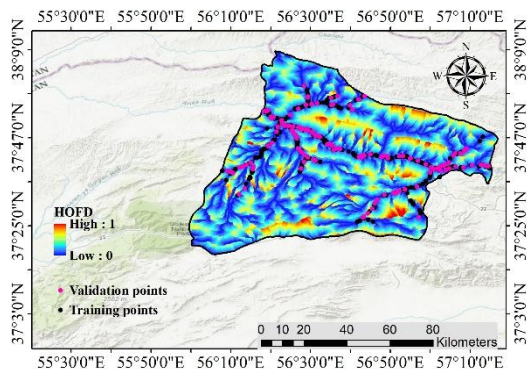 55°30'0"E 55°50'0"E 56°10'0"E 56°30'0"E 56°50'0"E 57°10'0"E
38°9'0"N
37°47'0"N
37°25'0"N
37°3'0"N
38°9'0"N
37°47'0"N
37°25'0"N
37°3'0"N
N
W E
S
HOFD
High : 1
Low : 0
Validation points
Training points
0 10 20 40 60 80
Kilometers
55°30'0"E 55°50'0"E 56°10'0"E 56°30'0"E 56°50'0"E 57°10'0"E